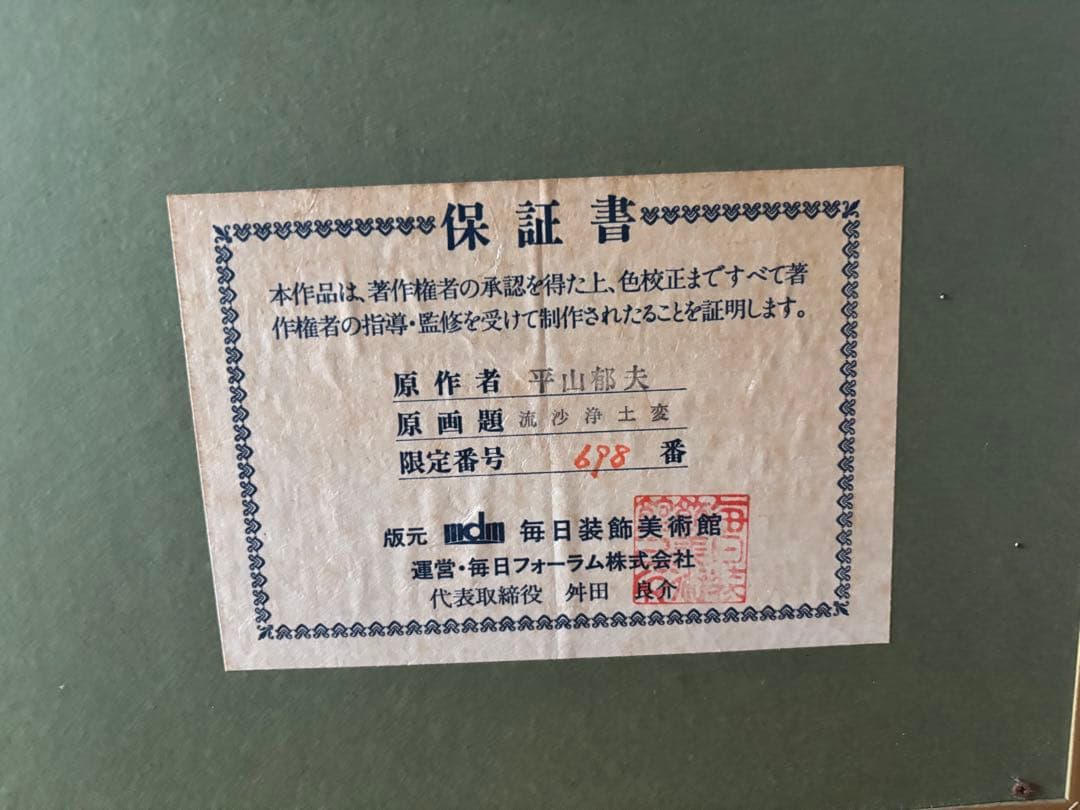 保証書
本作品は、著作権者の承認を得た上、色校正まですべて著
作権者の指導・監修を受けて制作されたることを証明します。
原作者 平山郁夫
原画題 流沙浄土変
限定番号 698 番
版元 mdm 毎日装飾美術館
運営・毎日フォーラム株式会社
代表取締役 舛田 良介